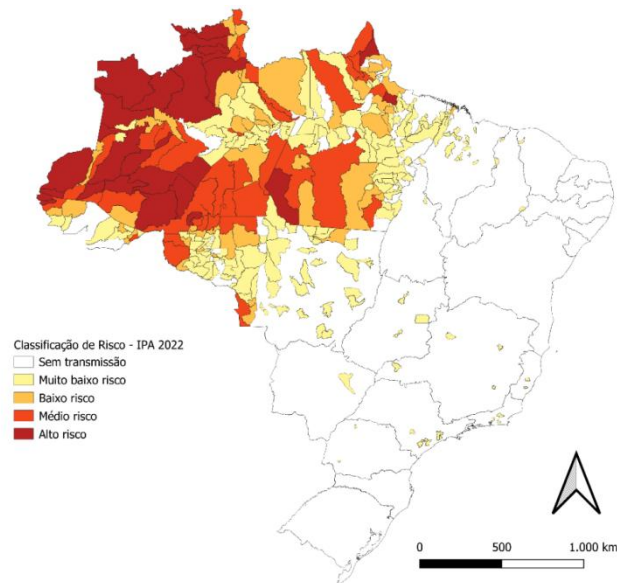 Classificação de Risco - IPA 2022
Sem transmissão
Muito baixo risco
Baixo risco
Médio risco
Alto risco
0 500 1.000 km